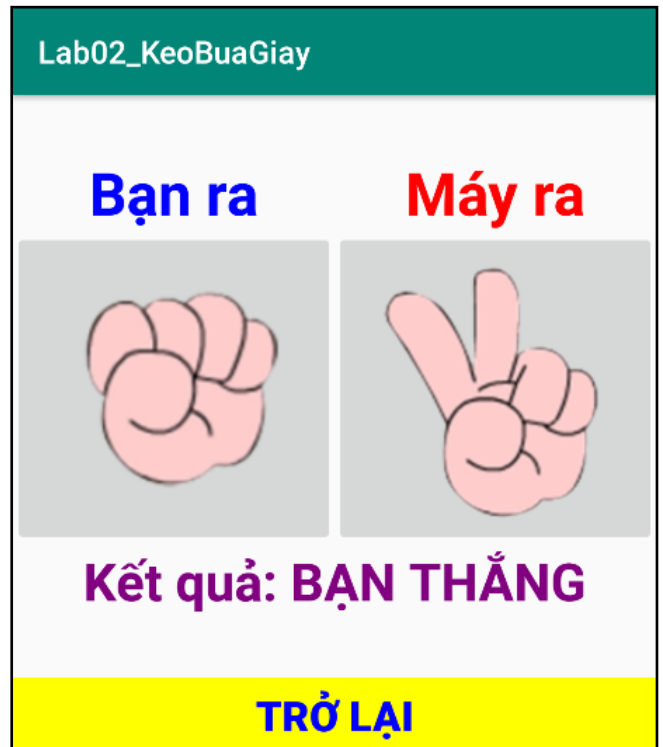 Lab02_KeoBuaGiay
Bạn ra
Máy ra
Kết quả: BẠN THẮNG
TRỞ LẠI